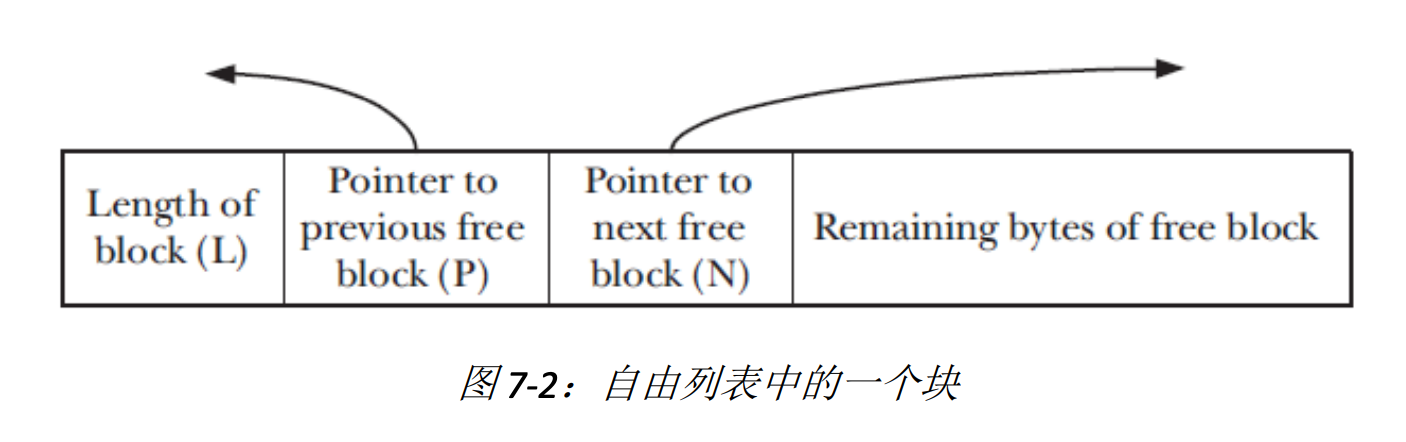 Length of
block (L)
Pointer to
previous free
block (P)
Pointer to
next free
block (N)
Remaining bytes of free block
图 7-2：自由列表中的一个块